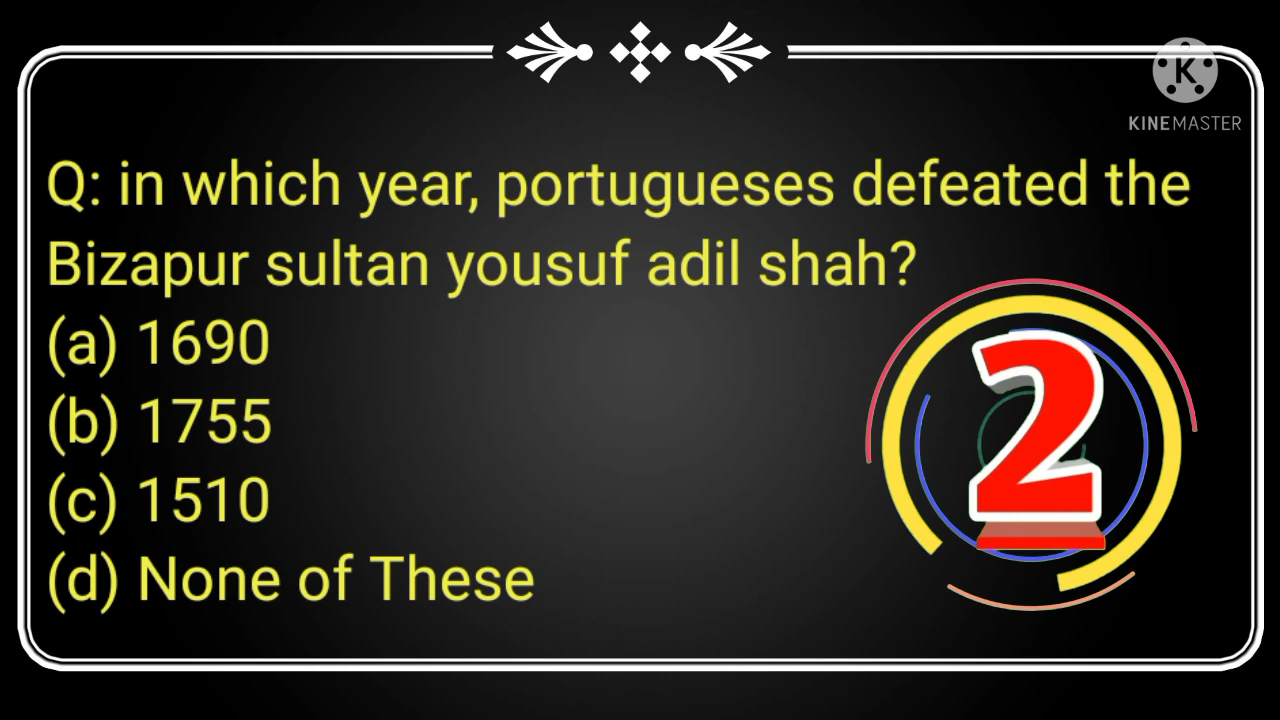 K
KINEMASTER
Q: in which year, portugueses defeated the
Bizapur sultan yousuf adil shah?
(a) 1690
(b) 1755
(c) 1510
(d) None of These
2